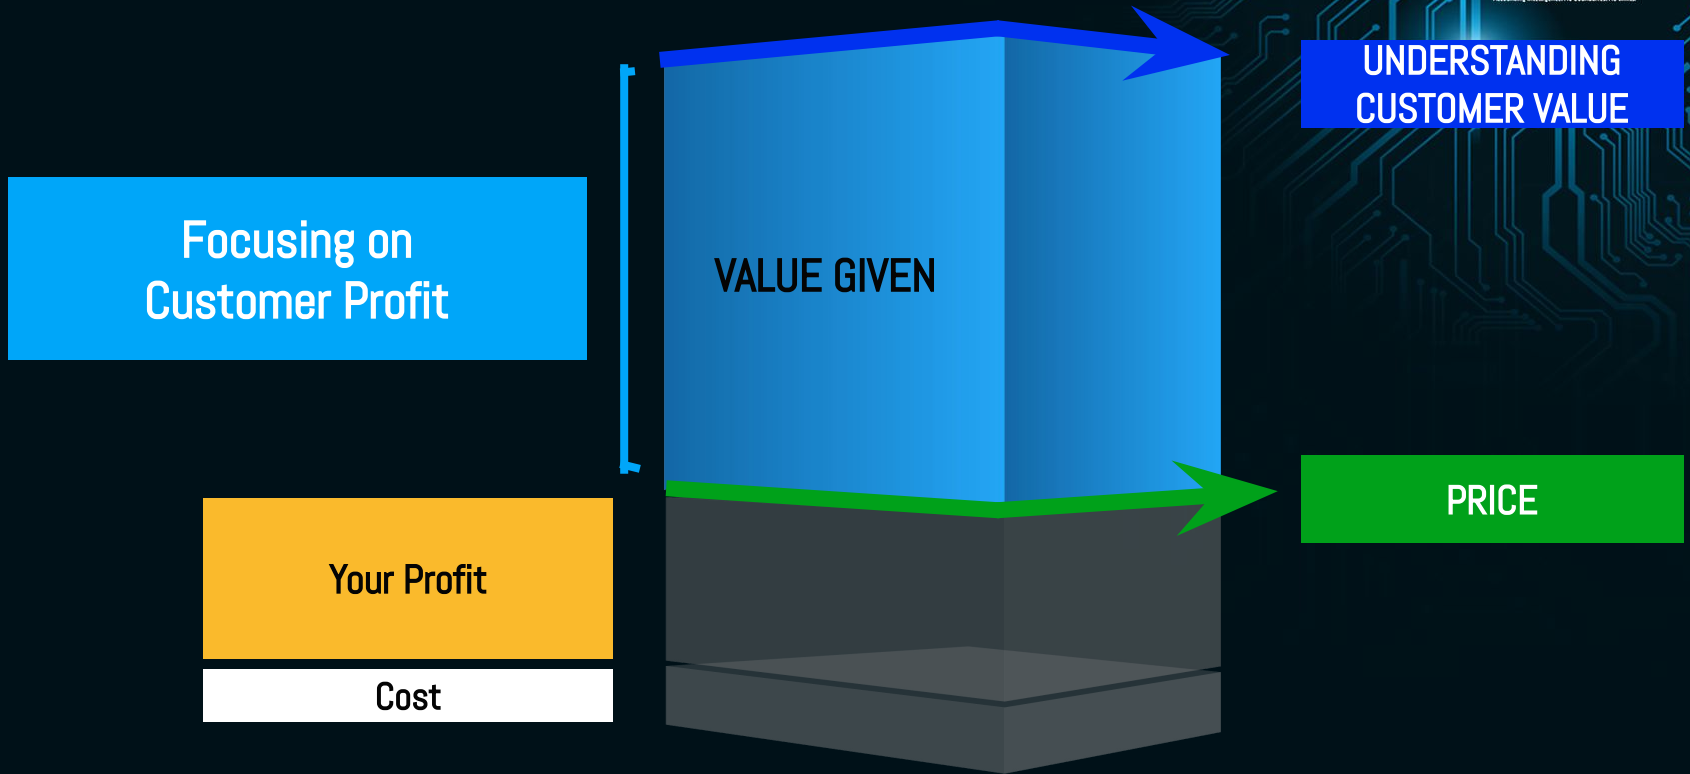 UNDERSTANDING
CUSTOMER VALUE
Focusing on
Customer Profit
VALUE GIVEN
PRICE
Your Profit
Cost